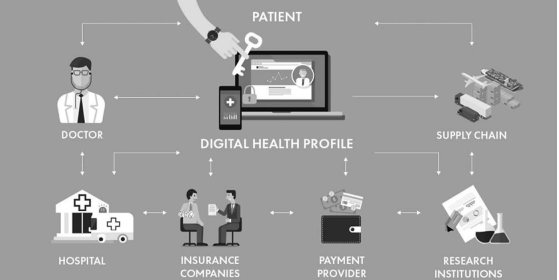 PATIENT
DOCTOR
DIGITAL HEALTH PROFILE
SUPPLY CHAIN
HOSPITAL
INSURANCE
COMPANIES
PAYMENT
PROVIDER
RESEARCH
INSTITUTIONS